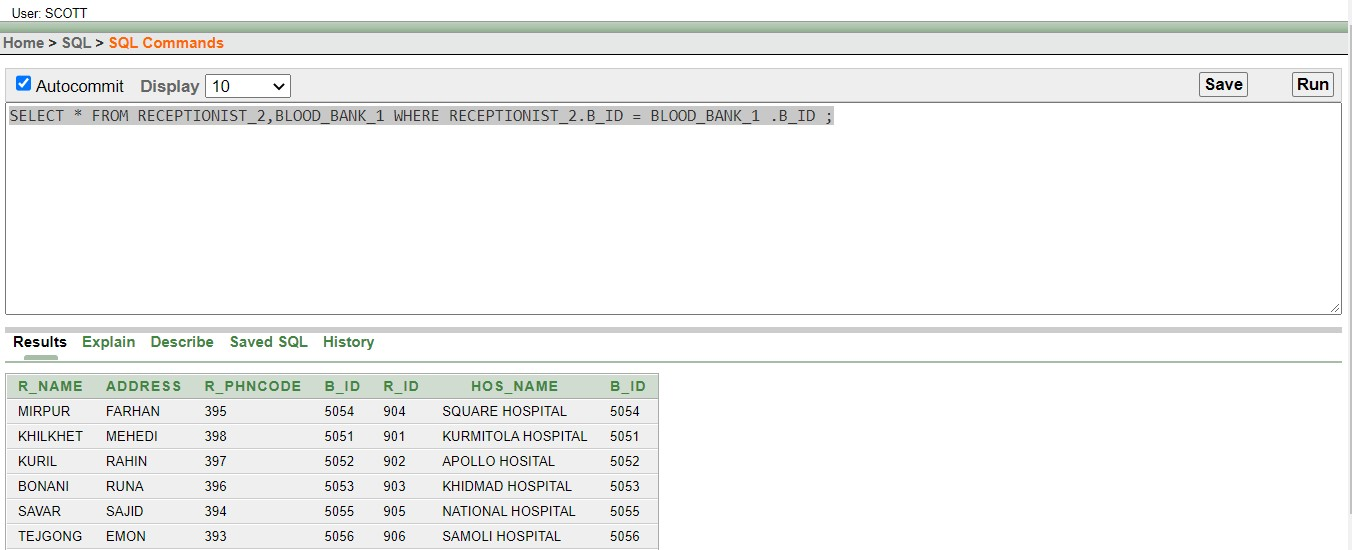 User: SCOTT
Home > SQL > SQL Commands
Autocommit Display 10 Save Run
SELECT * FROM RECEPTIONIST_2,BLOOD_BANK_1 WHERE RECEPTIONIST_2.B_ID = BLOOD_BANK_1 .B_ID ;
Results Explain Describe Saved SQL History
R_NAME ADDRESS R_PHNCODE B_ID R_ID HOS_NAME B_ID
MIRPUR FARHAN 395 5054 904 SQUARE HOSPITAL 5054
KHILKHET MEHEDI 398 5051 901 KURMITOLA HOSPITAL 5051
KURIL RAHIN 397 5052 902 APOLLO HOSITAL 5052
BONANI RUNA 396 5053 903 KHIDMAD HOSPITAL 5053
SAVAR SAJID 394 5055 905 NATIONAL HOSPITAL 5055
TEJGONG EMON 393 5056 906 SAMOLI HOSPITAL 5056